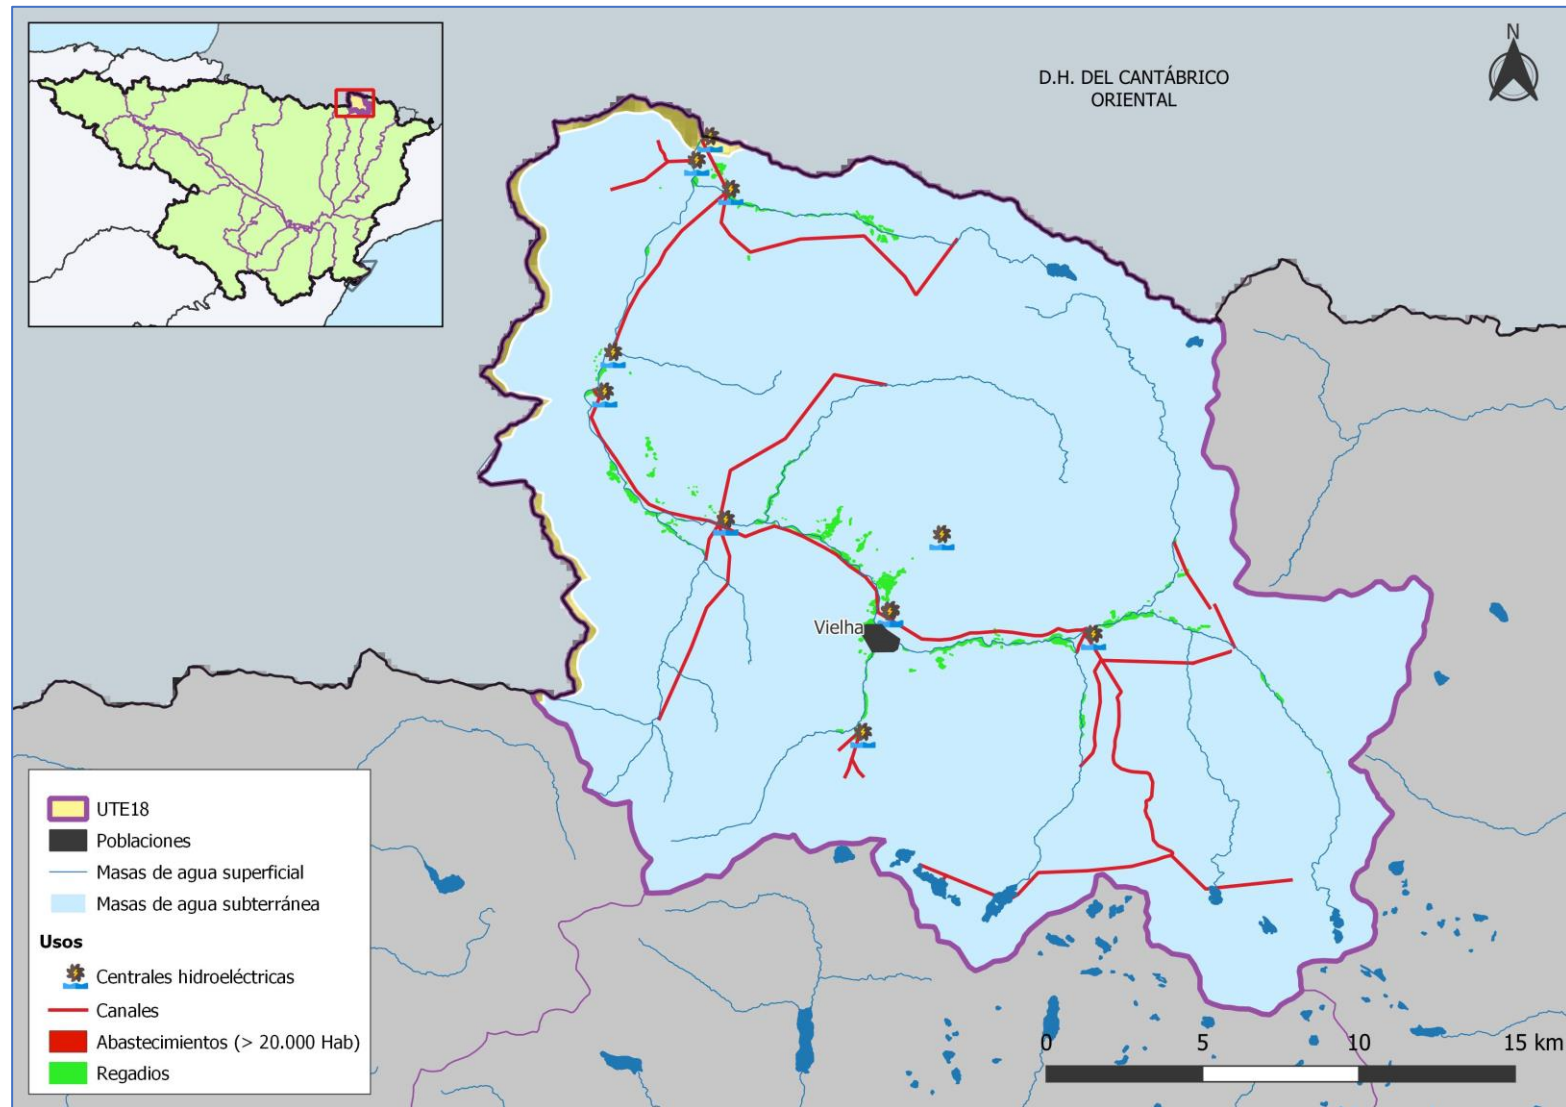 N
D.H. DEL CANTÁBRICO
ORIENTAL
Vielha
UTE18
Poblaciones
Masas de agua superficial
Masas de agua subterránea
Usos
Centrales hidroeléctricas
Canales
Abastecimientos (> 20.000 Hab)
Regadios
0 5 10 15 km